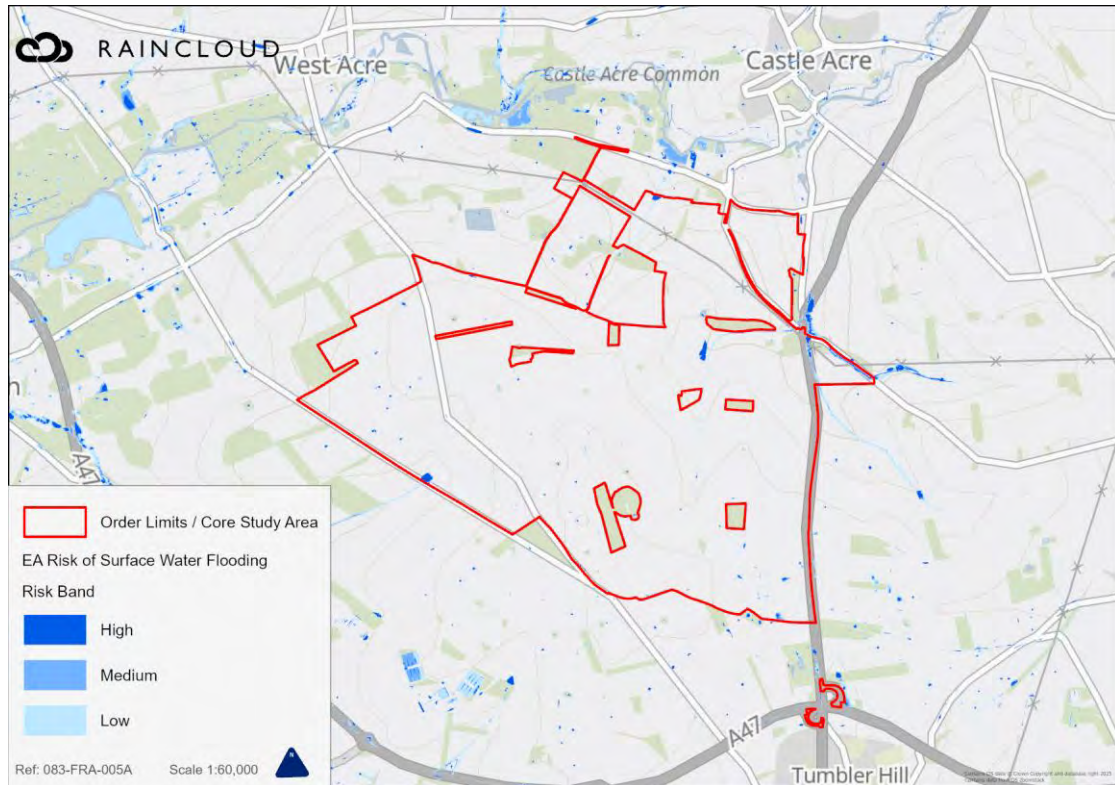 RAINCLOUD
West Acre
Castle Acre Common
Castle Acre
n
A47
Order Limits / Core Study Area
EA Risk of Surface Water Flooding
Risk Band
High
Medium
Low
Ref: 083-FRA-005A Scale 1:60,000
N
A47
Tumbler Hill